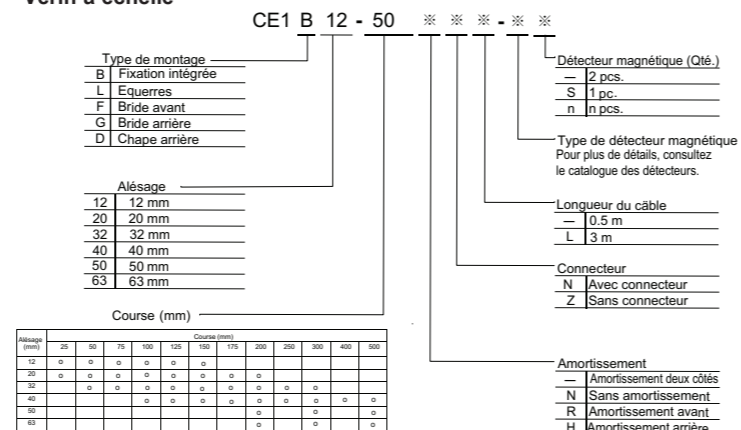 Vérin à échelle
CE1 B 12 - 50 ※ ※ ※ - ※ ※
Type de montage
B Fixation intégrée
L Equerres
F Bride avant
G Bride arrière
D Chape arrière
Alésage
12 12 mm
20 20 mm
32 32 mm
40 40 mm
50 50 mm
63 63 mm
Course (mm)
Alésage (mm) Course (mm)
25 50 75 100 125 150 175 200 250 300 400 500
12 o o o o o o
20 o o o o o o o o
32 o o o o o o o o o
40 o o o o o o o o o
50 o o o
63 o o o
Détecteur magnétique (Qté.)
— 2 pcs.
S 1 pc.
n n pcs.
Type de détecteur magnétique
Pour plus de détails, consultez
le catalogue des détecteurs.
Longueur du câble
— 0.5 m
L 3 m
Connecteur
N Avec connecteur
Z Sans connecteur
Amortissement
— Amortissement deux côtés
N Sans amortissement
R Amortissement avant
H Amortissement arrière